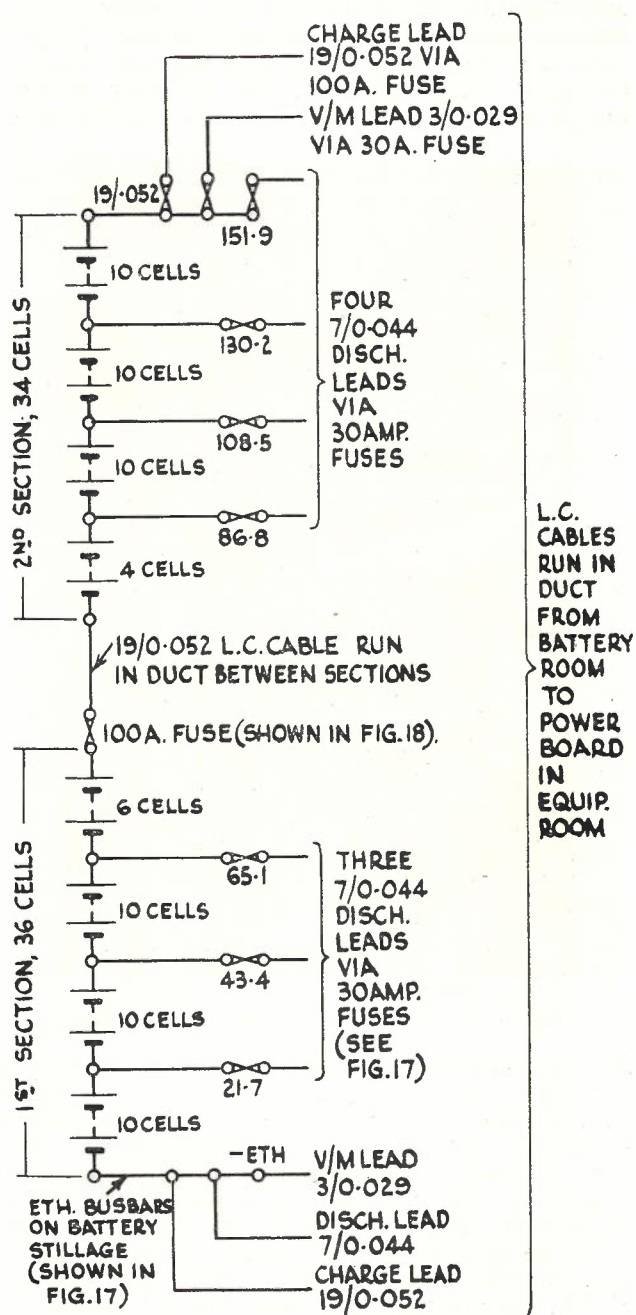 CHARGE LEAD
19/0·052 VIA
100A. FUSE
V/M LEAD 3/0·029
VIA 30A. FUSE
19/·052
151·9
10 CELLS
130·2
10 CELLS
108·5
10 CELLS
86·8
4 CELLS
2ND SECTION, 34 CELLS
FOUR
7/0·044
DISCH.
LEADS
VIA
30AMP.
FUSES
19/0·052 L.C. CABLE RUN
IN DUCT BETWEEN SECTIONS
100A. FUSE (SHOWN IN FIG.18).
6 CELLS
65·1
10 CELLS
43·4
10 CELLS
21·7
10 CELLS
1ST SECTION, 36 CELLS
THREE
7/0·044
DISCH.
LEADS
VIA
30AMP.
FUSES
(SEE
FIG.17)
L.C.
CABLES
RUN IN
DUCT
FROM
BATTERY
ROOM
TO
POWER
BOARD
IN
EQUIP.
ROOM
–ETH
V/M LEAD
3/0·029
DISCH. LEAD
7/0·044
CHARGE LEAD
19/0·052
ETH. BUSBARS
ON BATTERY
STILLAGE
(SHOWN IN
FIG.17)